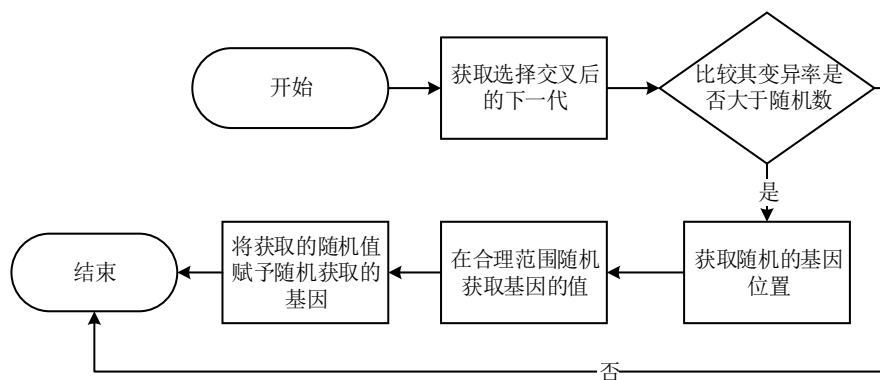 开始
获取选择交叉后
的下一代
比较其变异率是
否大于随机数
是
获取随机的基因
位置
在合理范围随机
获取基因的值
将获取的随机值
赋予随机获取的
基因
结束
否